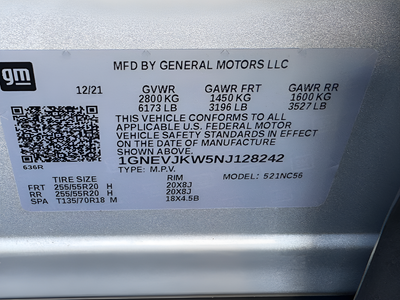 gm
MFD BY GENERAL MOTORS LLC
12/21 GVWR GAWR FRT GAWR RR
2800 KG 1450 KG 1600 KG
6173 LB 3196 LB 3527 LB
THIS VEHICLE CONFORMS TO ALL
APPLICABLE U.S. FEDERAL MOTOR
VEHICLE SAFETY STANDARDS IN EFFECT
ON THE DATE OF MANUFACTURE
SHOWN ABOVE.
636R
1GNEVJKW5NJ128242
TYPE: M.P.V. MODEL: 521NC56
TIRE SIZE RIM
FRT 255/55R20 H 20X8J
RR 255/55R20 H 20X8J
SPA T135/70R18 M 18X4.5B